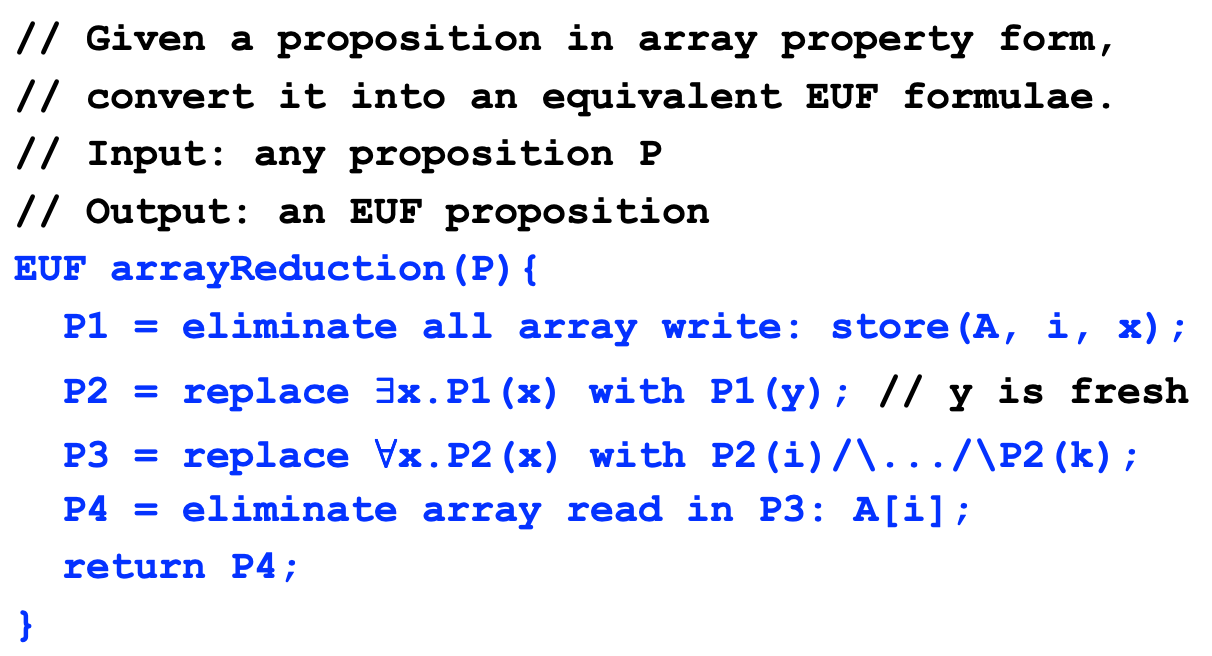 // Given a proposition in array property form,
// convert it into an equivalent EUF formulae.
// Input: any proposition P
// Output: an EUF proposition
EUF arrayReduction(P){
  P1 = eliminate all array write: store(A, i, x);
  P2 = replace ∃x.P1(x) with P1(y); // y is fresh
  P3 = replace ∀x.P2(x) with P2(i)/\.../\P2(k);
  P4 = eliminate array read in P3: A[i];
  return P4;
}